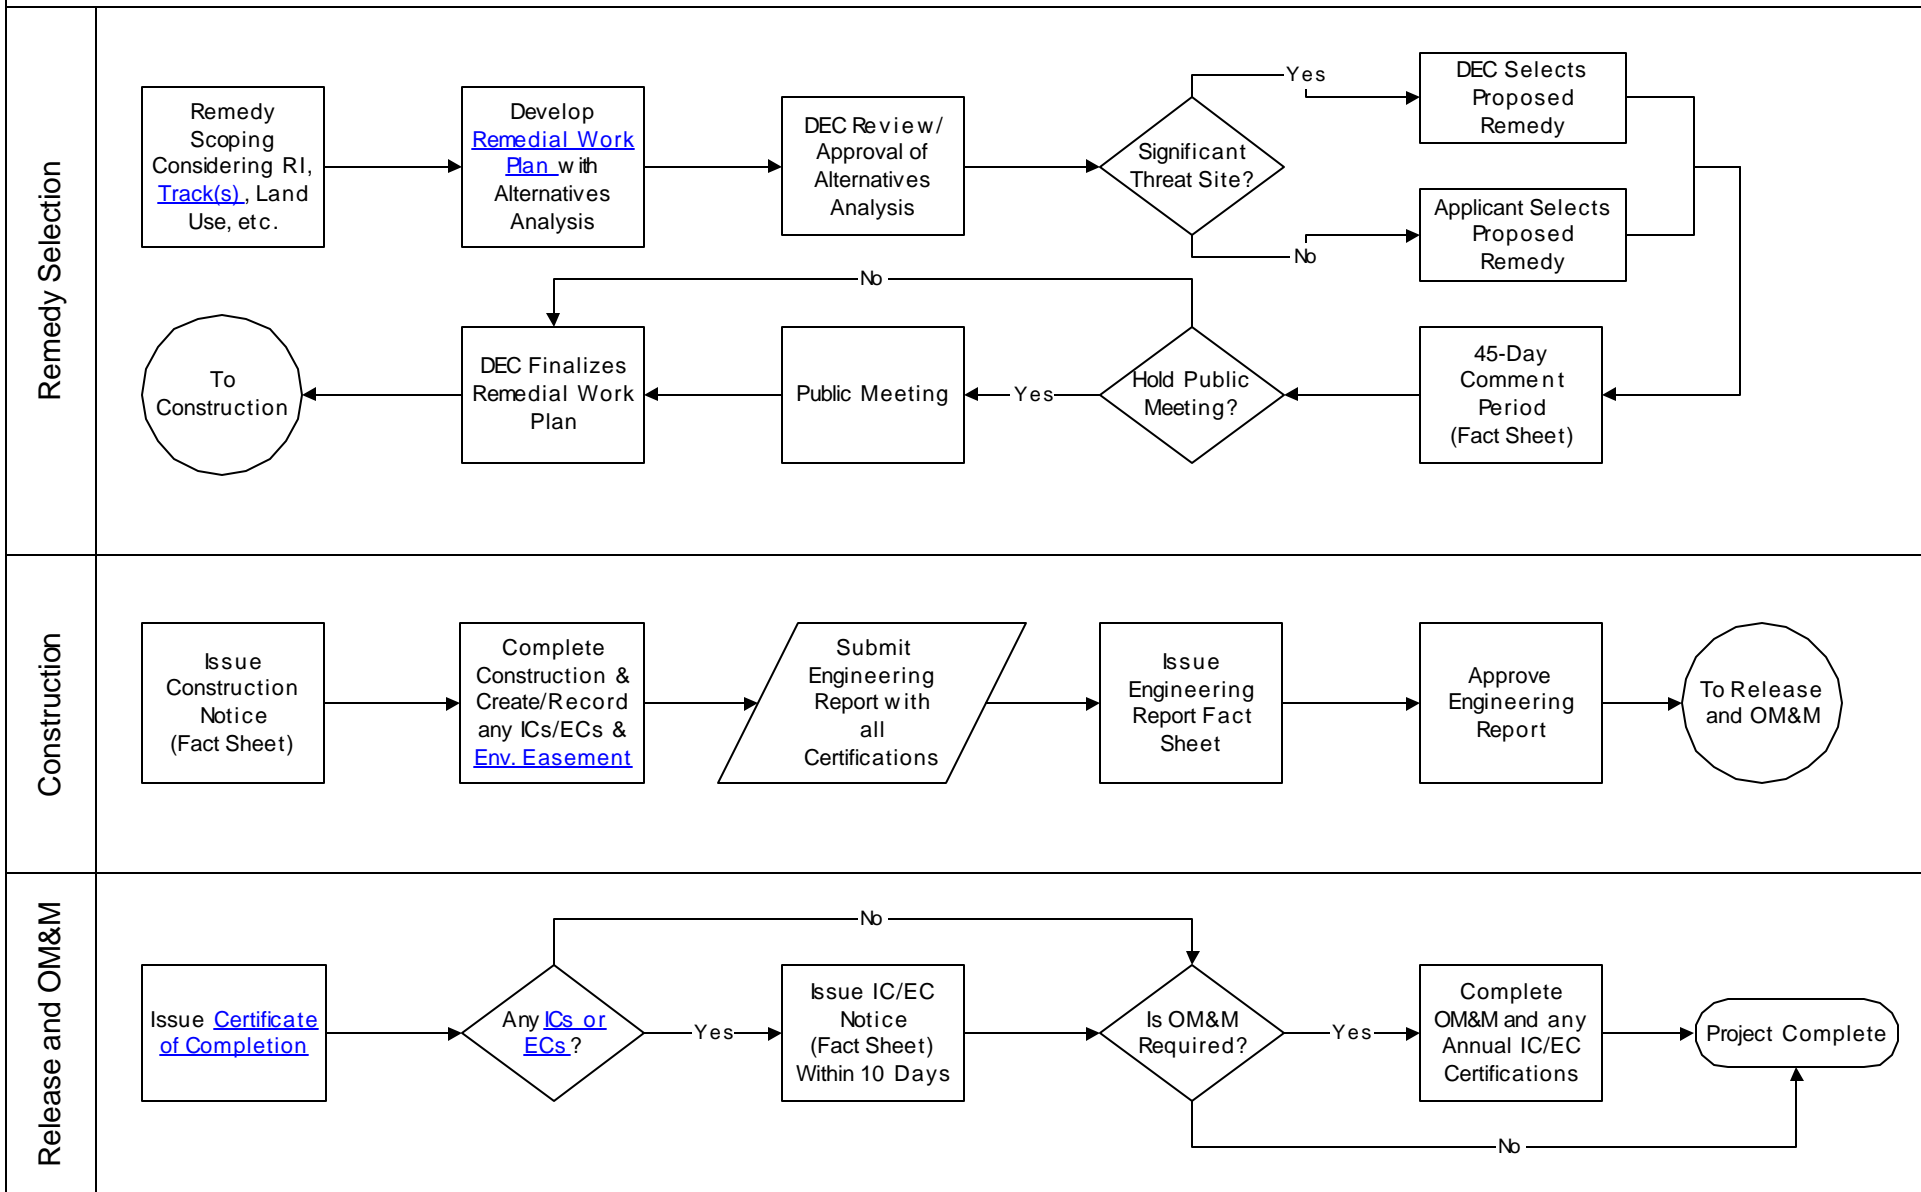 Remedy Selection
Remedy
Scoping
Considering RI,
Track(s) , Land
Use, etc.
Develop
Remedial Work
Plan with
Alternatives
Analysis
DEC Review/
Approval of
Alternatives
Analysis
Significant
Threat Site?
Yes
No
DEC Selects
Proposed
Remedy
Applicant Selects
Proposed
Remedy
45-Day
Comment
Period
(Fact Sheet)
Hold Public
Meeting?
No
Yes
Public Meeting
DEC Finalizes
Remedial Work
Plan
To
Construction
Construction
Issue
Construction
Notice
(Fact Sheet)
Complete
Construction &
Create/Record
any ICs/ECs &
Env. Easement
Submit
Engineering
Report with
all
Certifications
Issue
Engineering
Report Fact
Sheet
Approve
Engineering
Report
To Release
and OM&M
Release and OM&M
Issue Certificate
of Completion
Any ICs or
ECs ?
No
Yes
Issue IC/EC
Notice
(Fact Sheet)
Within 10 Days
Is OM&M
Required?
Yes
No
Complete
OM&M and any
Annual IC/EC
Certifications
Project Complete